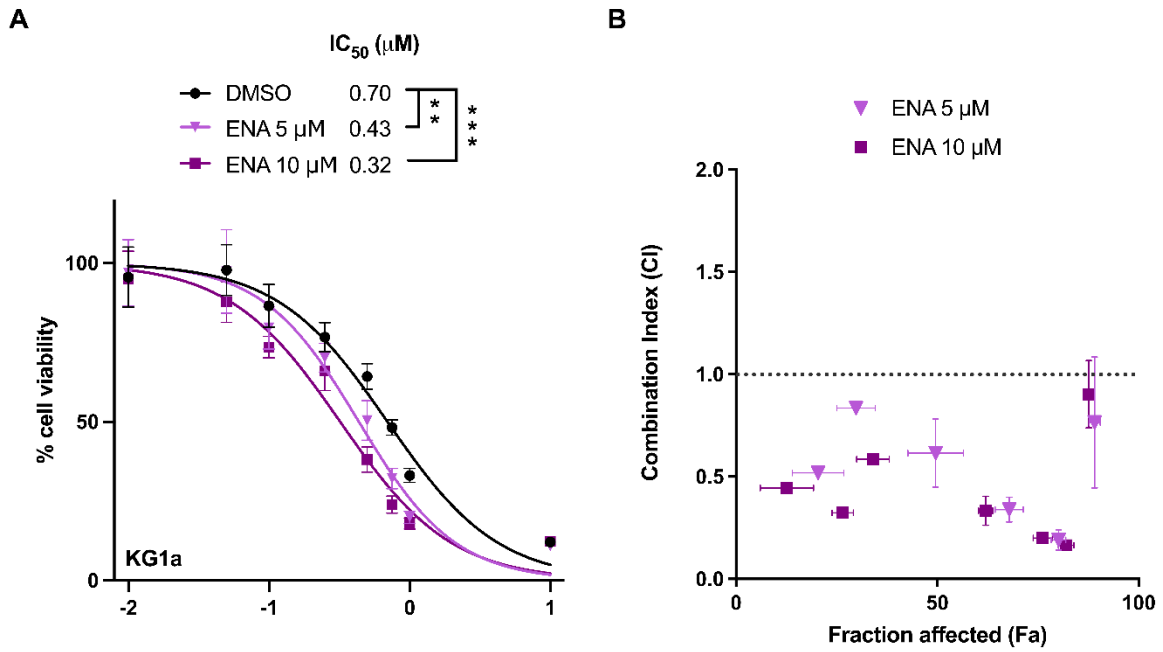 A
IC50 (μM)
DMSO 0.70
ENA 5 μM 0.43
ENA 10 μM 0.32
**
***
% cell viability
100
50
0
KG1a
-2 -1 0 1
B
ENA 5 μM
ENA 10 μM
Combination Index (CI)
2.0
1.5
1.0
0.5
0.0
0 50 100
Fraction affected (Fa)